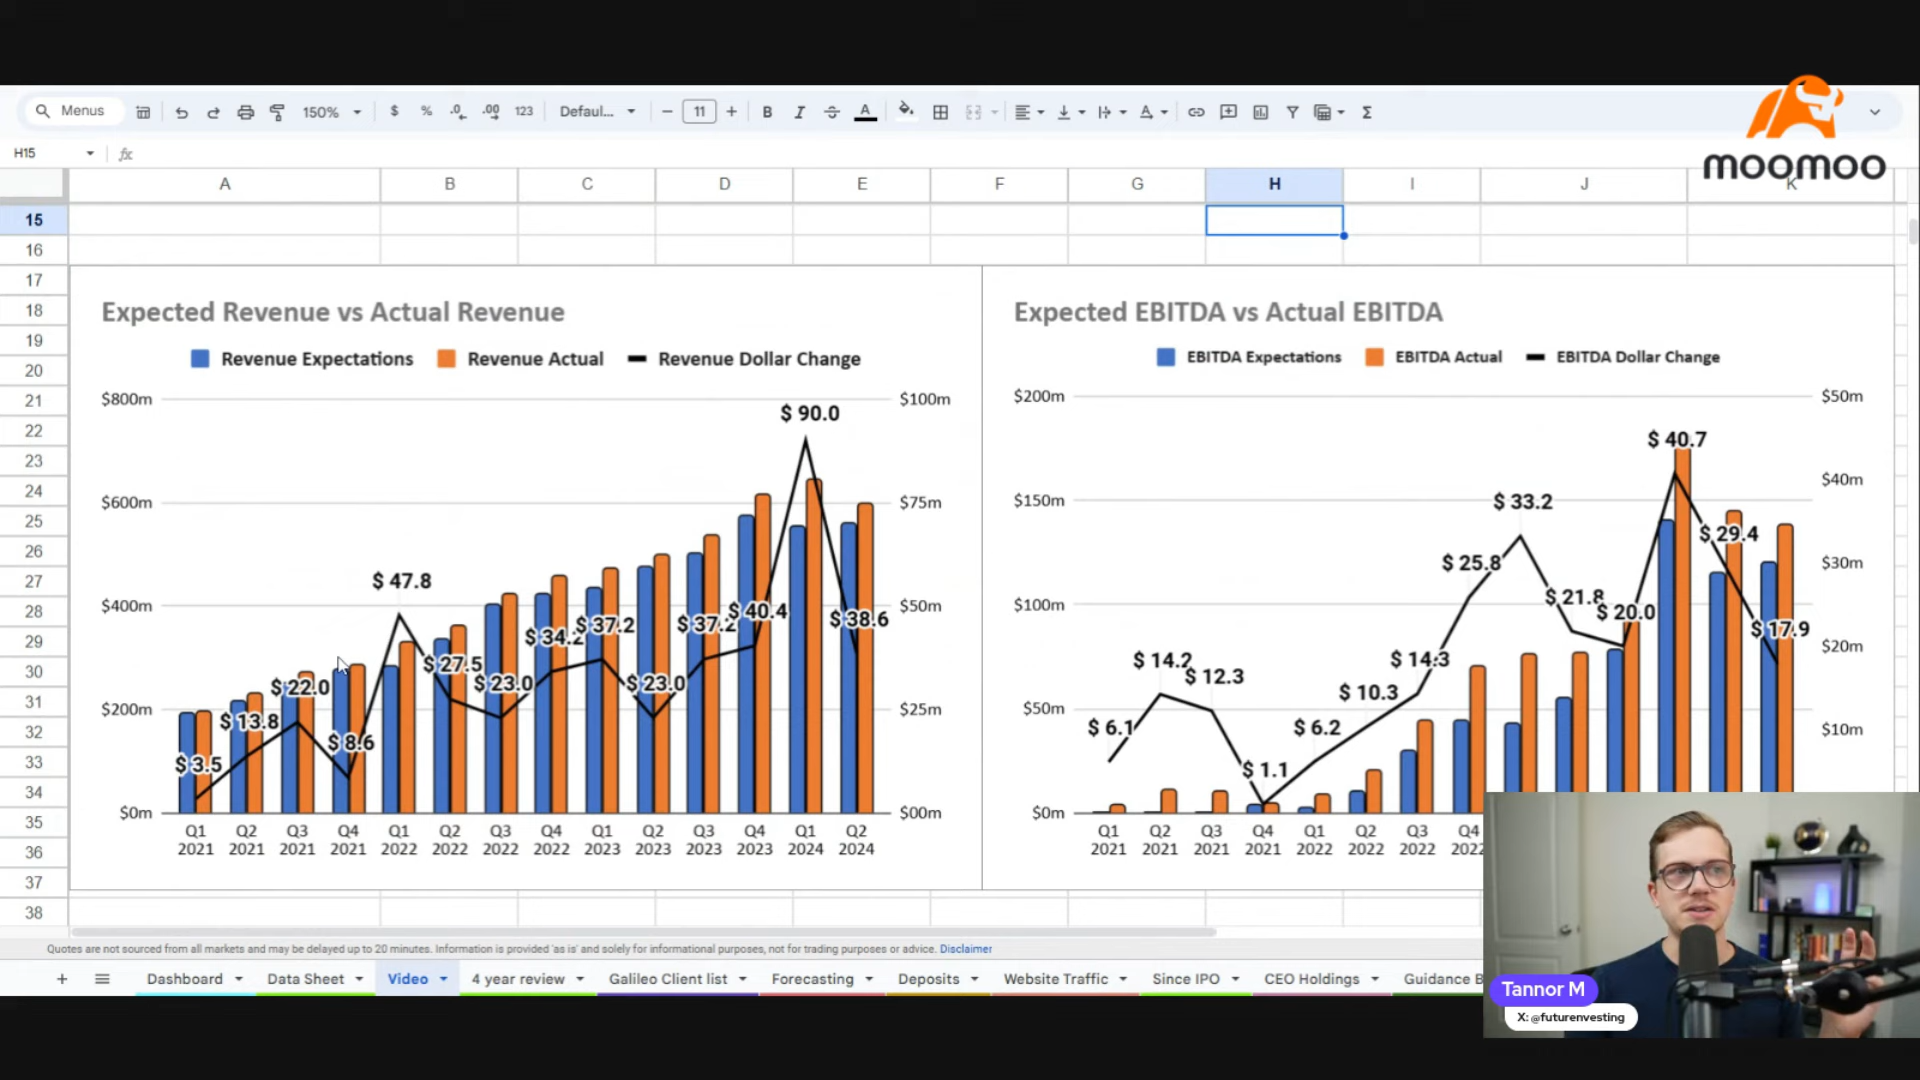 moomoo
Menus
150%
$
%
.0
.00
123
Defaul...
11
B
I
A
Σ
H15
fx
A B C D E F G H I J K
15
16
17
18
19
20
21
22
23
24
25
26
27
28
29
30
31
32
33
34
35
36
37
38
Expected Revenue vs Actual Revenue
Revenue Expectations
Revenue Actual
Revenue Dollar Change
$800m
$600m
$400m
$200m
$0m
$100m
$75m
$50m
$25m
$00m
$ 3.5
$ 13.8
$ 22.0
$ 8.6
$ 47.8
$ 27.5
$ 23.0
$ 34.2
$ 37.2
$ 23.0
$ 37.2
$ 40.4
$ 90.0
$ 38.6
Q1 Q2 Q3 Q4 Q1 Q2 Q3 Q4 Q1 Q2 Q3 Q4 Q1 Q2
2021 2021 2021 2021 2022 2022 2022 2022 2023 2023 2023 2023 2024 2024
Expected EBITDA vs Actual EBITDA
EBITDA Expectations
EBITDA Actual
EBITDA Dollar Change
$200m
$150m
$100m
$50m
$0m
$50m
$40m
$30m
$20m
$10m
$ 6.1
$ 14.2
$ 12.3
$ 1.1
$ 6.2
$ 10.3
$ 14.3
$ 25.8
$ 33.2
$ 21.8
$ 20.0
$ 40.7
$ 29.4
$ 17.9
Q1 Q2 Q3 Q4 Q1 Q2 Q3 Q4
2021 2021 2021 2021 2022 2022 2022 2022
Quotes are not sourced from all markets and may be delayed up to 20 minutes. Information is provided 'as is' and solely for informational purposes, not for trading purposes or advice. Disclaimer
Dashboard
Data Sheet
Video
4 year review
Galileo Client list
Forecasting
Deposits
Website Traffic
Since IPO
CEO Holdings
Guidance B
Tannor M
X: @futurenvesting